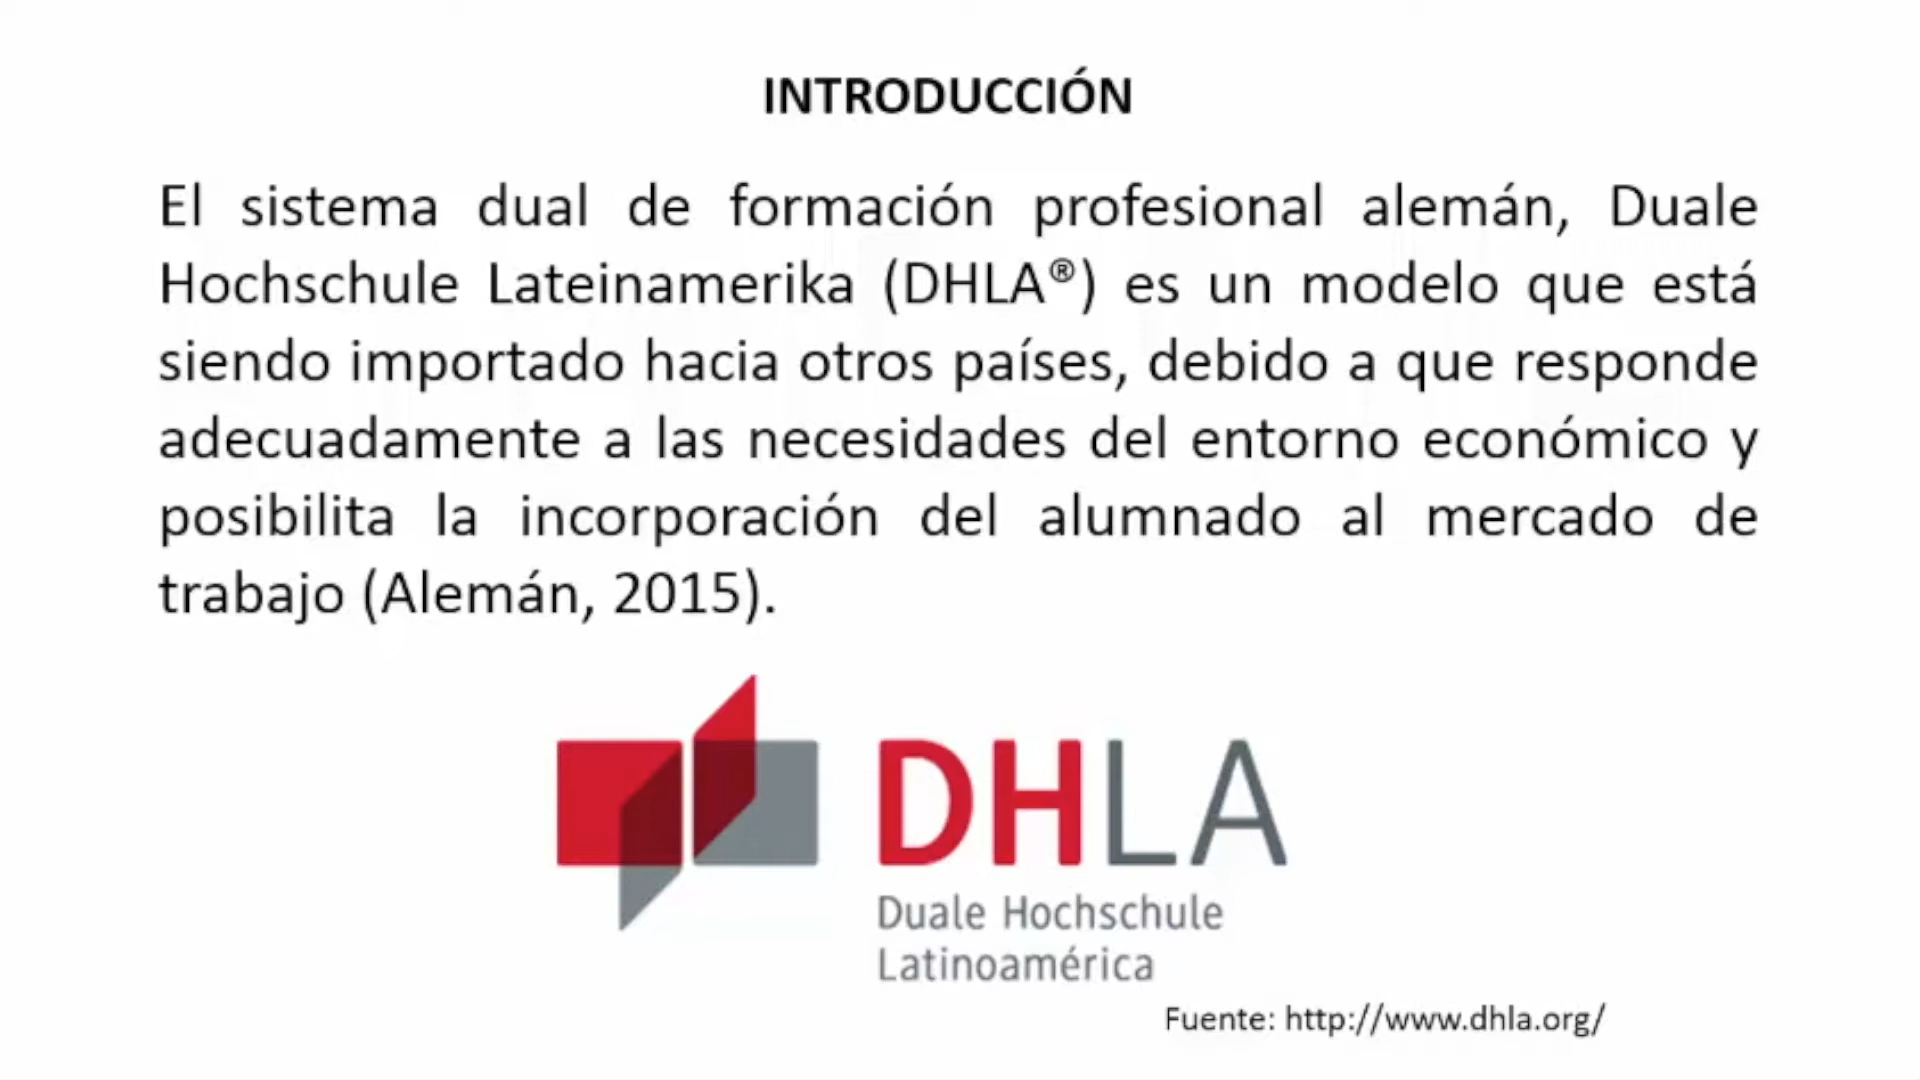 INTRODUCCIÓN
El sistema dual de formación profesional alemán, Duale
Hochschule Lateinamerika (DHLA®) es un modelo que está
siendo importado hacia otros países, debido a que responde
adecuadamente a las necesidades del entorno económico y
posibilita la incorporación del alumnado al mercado de
trabajo (Alemán, 2015).
DHLA
Duale Hochschule
Latinoamérica
Fuente: http://www.dhla.org/